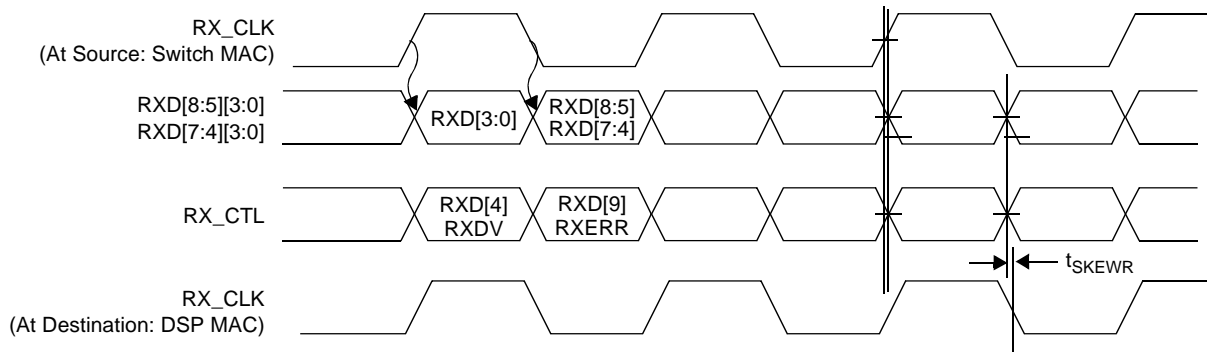 RX_CLK
(At Source: Switch MAC)
RXD[8:5][3:0]
RXD[7:4][3:0]
RXD[3:0]
RXD[8:5]
RXD[7:4]
RX_CTL
RXD[4]
RXDV
RXD[9]
RXERR
tSKEWR
RX_CLK
(At Destination: DSP MAC)